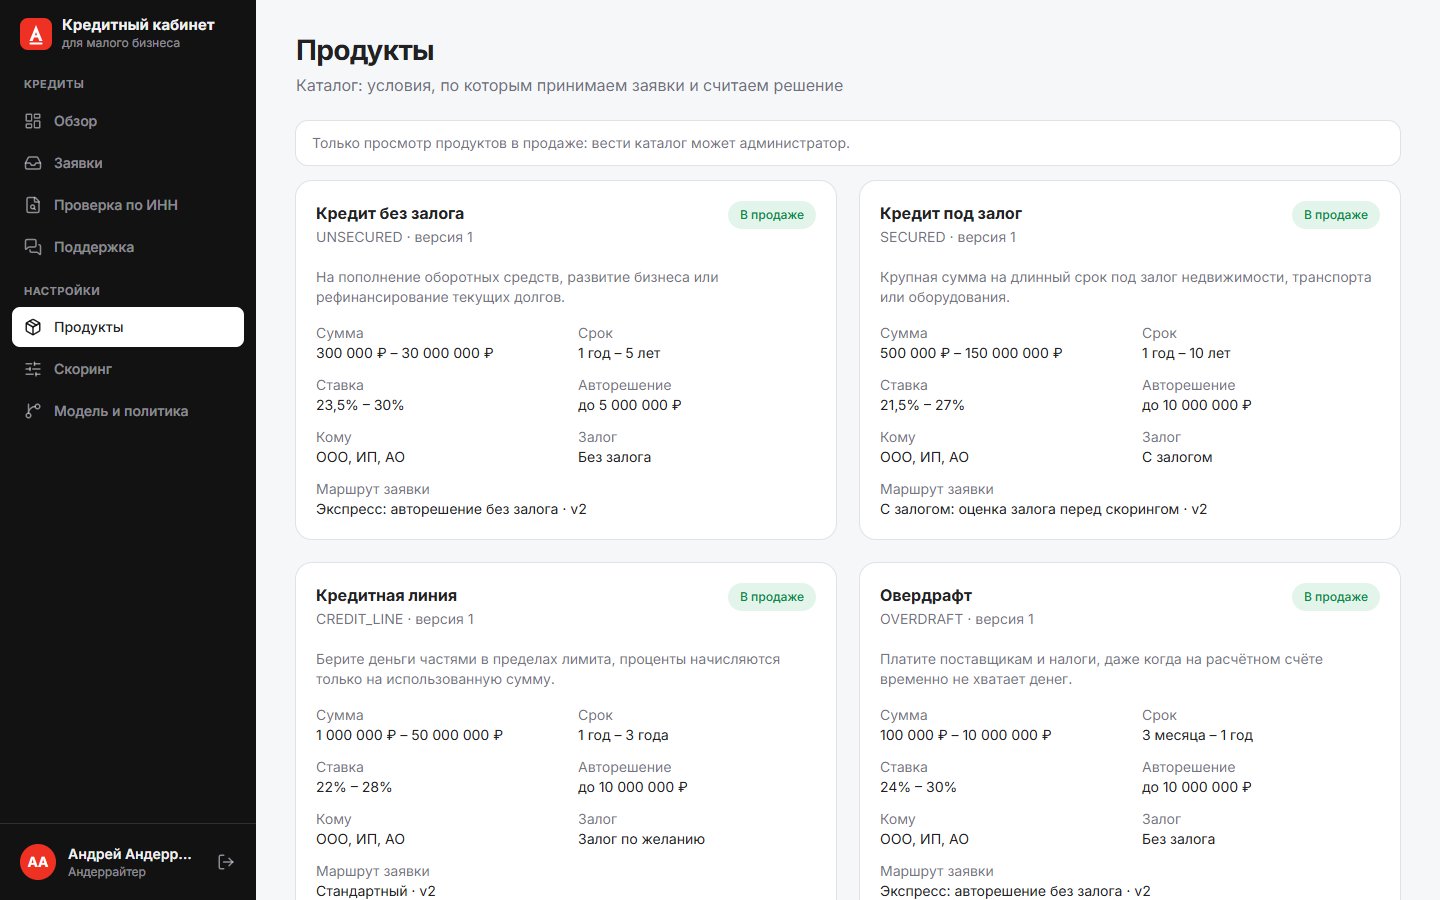 Кредитный кабинет
для малого бизнеса
КРЕДИТЫ
Обзор
Заявки
Проверка по ИНН
Поддержка
НАСТРОЙКИ
Продукты
Скоринг
Модель и политика
АА
Андрей Андерр...
Андеррайтер
Продукты
Каталог: условия, по которым принимаем заявки и считаем решение
Только просмотр продуктов в продаже: вести каталог может администратор.
Кредит без залога
В продаже
UNSECURED · версия 1
На пополнение оборотных средств, развитие бизнеса или
рефинансирование текущих долгов.
Сумма
300 000 ₽ – 30 000 000 ₽
Срок
1 год – 5 лет
Ставка
23,5% – 30%
Авторешение
до 5 000 000 ₽
Кому
ООО, ИП, АО
Залог
Без залога
Маршрут заявки
Экспресс: авторешение без залога · v2
Кредит под залог
В продаже
SECURED · версия 1
Крупная сумма на длинный срок под залог недвижимости, транспорта
или оборудования.
Сумма
500 000 ₽ – 150 000 000 ₽
Срок
1 год – 10 лет
Ставка
21,5% – 27%
Авторешение
до 10 000 000 ₽
Кому
ООО, ИП, АО
Залог
С залогом
Маршрут заявки
С залогом: оценка залога перед скорингом · v2
Кредитная линия
В продаже
CREDIT_LINE · версия 1
Берите деньги частями в пределах лимита, проценты начисляются
только на использованную сумму.
Сумма
1 000 000 ₽ – 50 000 000 ₽
Срок
1 год – 3 года
Ставка
22% – 28%
Авторешение
до 10 000 000 ₽
Кому
ООО, ИП, АО
Залог
Залог по желанию
Маршрут заявки
Стандартный · v2
Овердрафт
В продаже
OVERDRAFT · версия 1
Платите поставщикам и налоги, даже когда на расчётном счёте
временно не хватает денег.
Сумма
100 000 ₽ – 10 000 000 ₽
Срок
3 месяца – 1 год
Ставка
24% – 30%
Авторешение
до 10 000 000 ₽
Кому
ООО, ИП, АО
Залог
Без залога
Маршрут заявки
Экспресс: авторешение без залога · v2